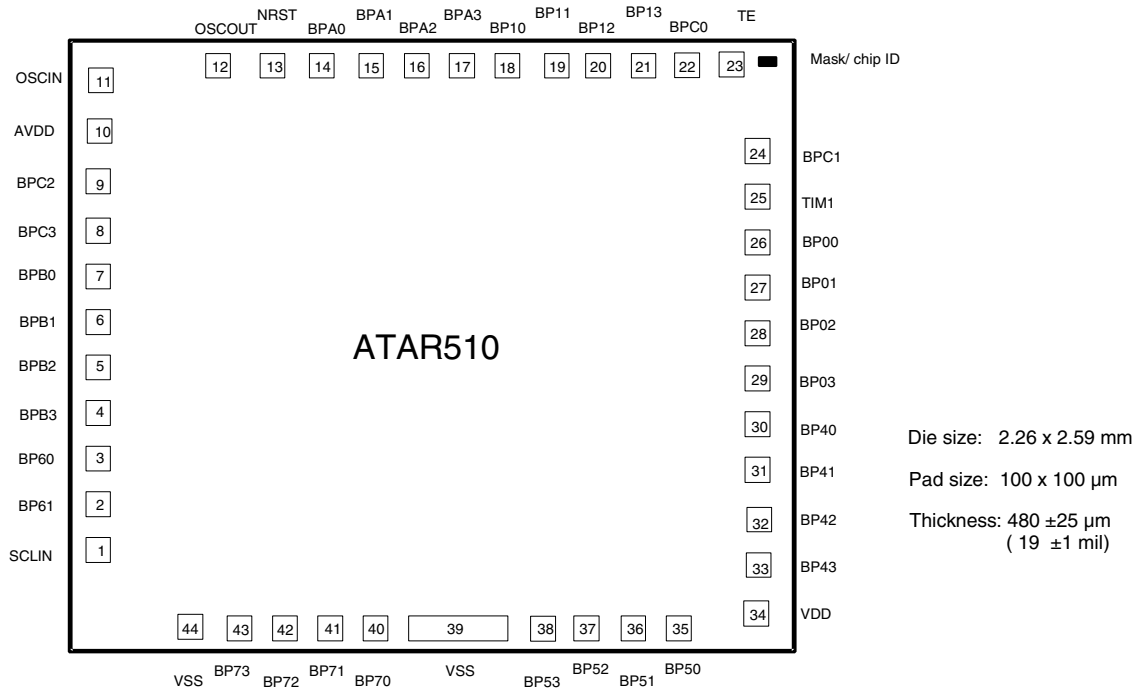 OSCOUT NRST BPA0 BPA1 BPA2 BPA3 BP10 BP11 BP12 BP13 BPC0 TE
12 13 14 15 16 17 18 19 20 21 22 23 Mask/ chip ID
OSCIN 11
AVDD 10
24 BPC1
BPC2 9
25 TIM1
BPC3 8
26 BP00
BPB0 7
27 BP01
BPB1 6
28 BP02
ATAR510
BPB2 5
29 BP03
BPB3 4
30 BP40
Die size: 2.26 x 2.59 mm
BP60 3
31 BP41
Pad size: 100 x 100 µm
BP61 2
32 BP42
Thickness: 480 ±25 µm
( 19 ±1 mil)
SCLIN 1
33 BP43
34 VDD
44 43 42 41 40 39 38 37 36 35
VSS BP73 BP72 BP71 BP70 VSS BP53 BP52 BP51 BP50